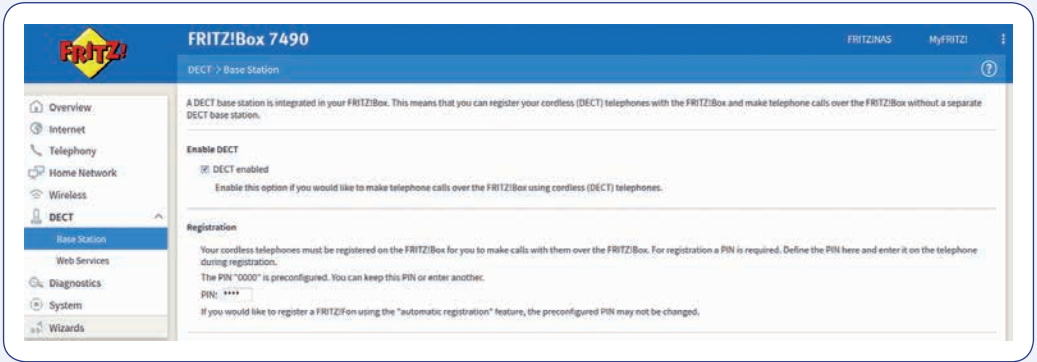 FRITZ!
FRITZ!Box 7490
FRITZ!NAS
MyFRITZ!
DECT > Base Station
Overview
Internet
Telephony
Home Network
Wireless
DECT
Base Station
Web Services
Diagnostics
System
Wizards
A DECT base station is integrated in your FRITZ!Box. This means that you can register your cordless (DECT) telephones with the FRITZ!Box and make telephone calls over the FRITZ!Box without a separate
DECT base station.
Enable DECT
DECT enabled
Enable this option if you would like to make telephone calls over the FRITZ!Box using cordless (DECT) telephones.
Registration
Your cordless telephones must be registered on the FRITZ!Box for you to make calls with them over the FRITZ!Box. For registration a PIN is required. Define the PIN here and enter it on the telephone
during registration.
The PIN "0000" is preconfigured. You can keep this PIN or enter another.
PIN: ****
If you would like to register a FRITZ!Fon using the "automatic registration" feature, the preconfigured PIN may not be changed.